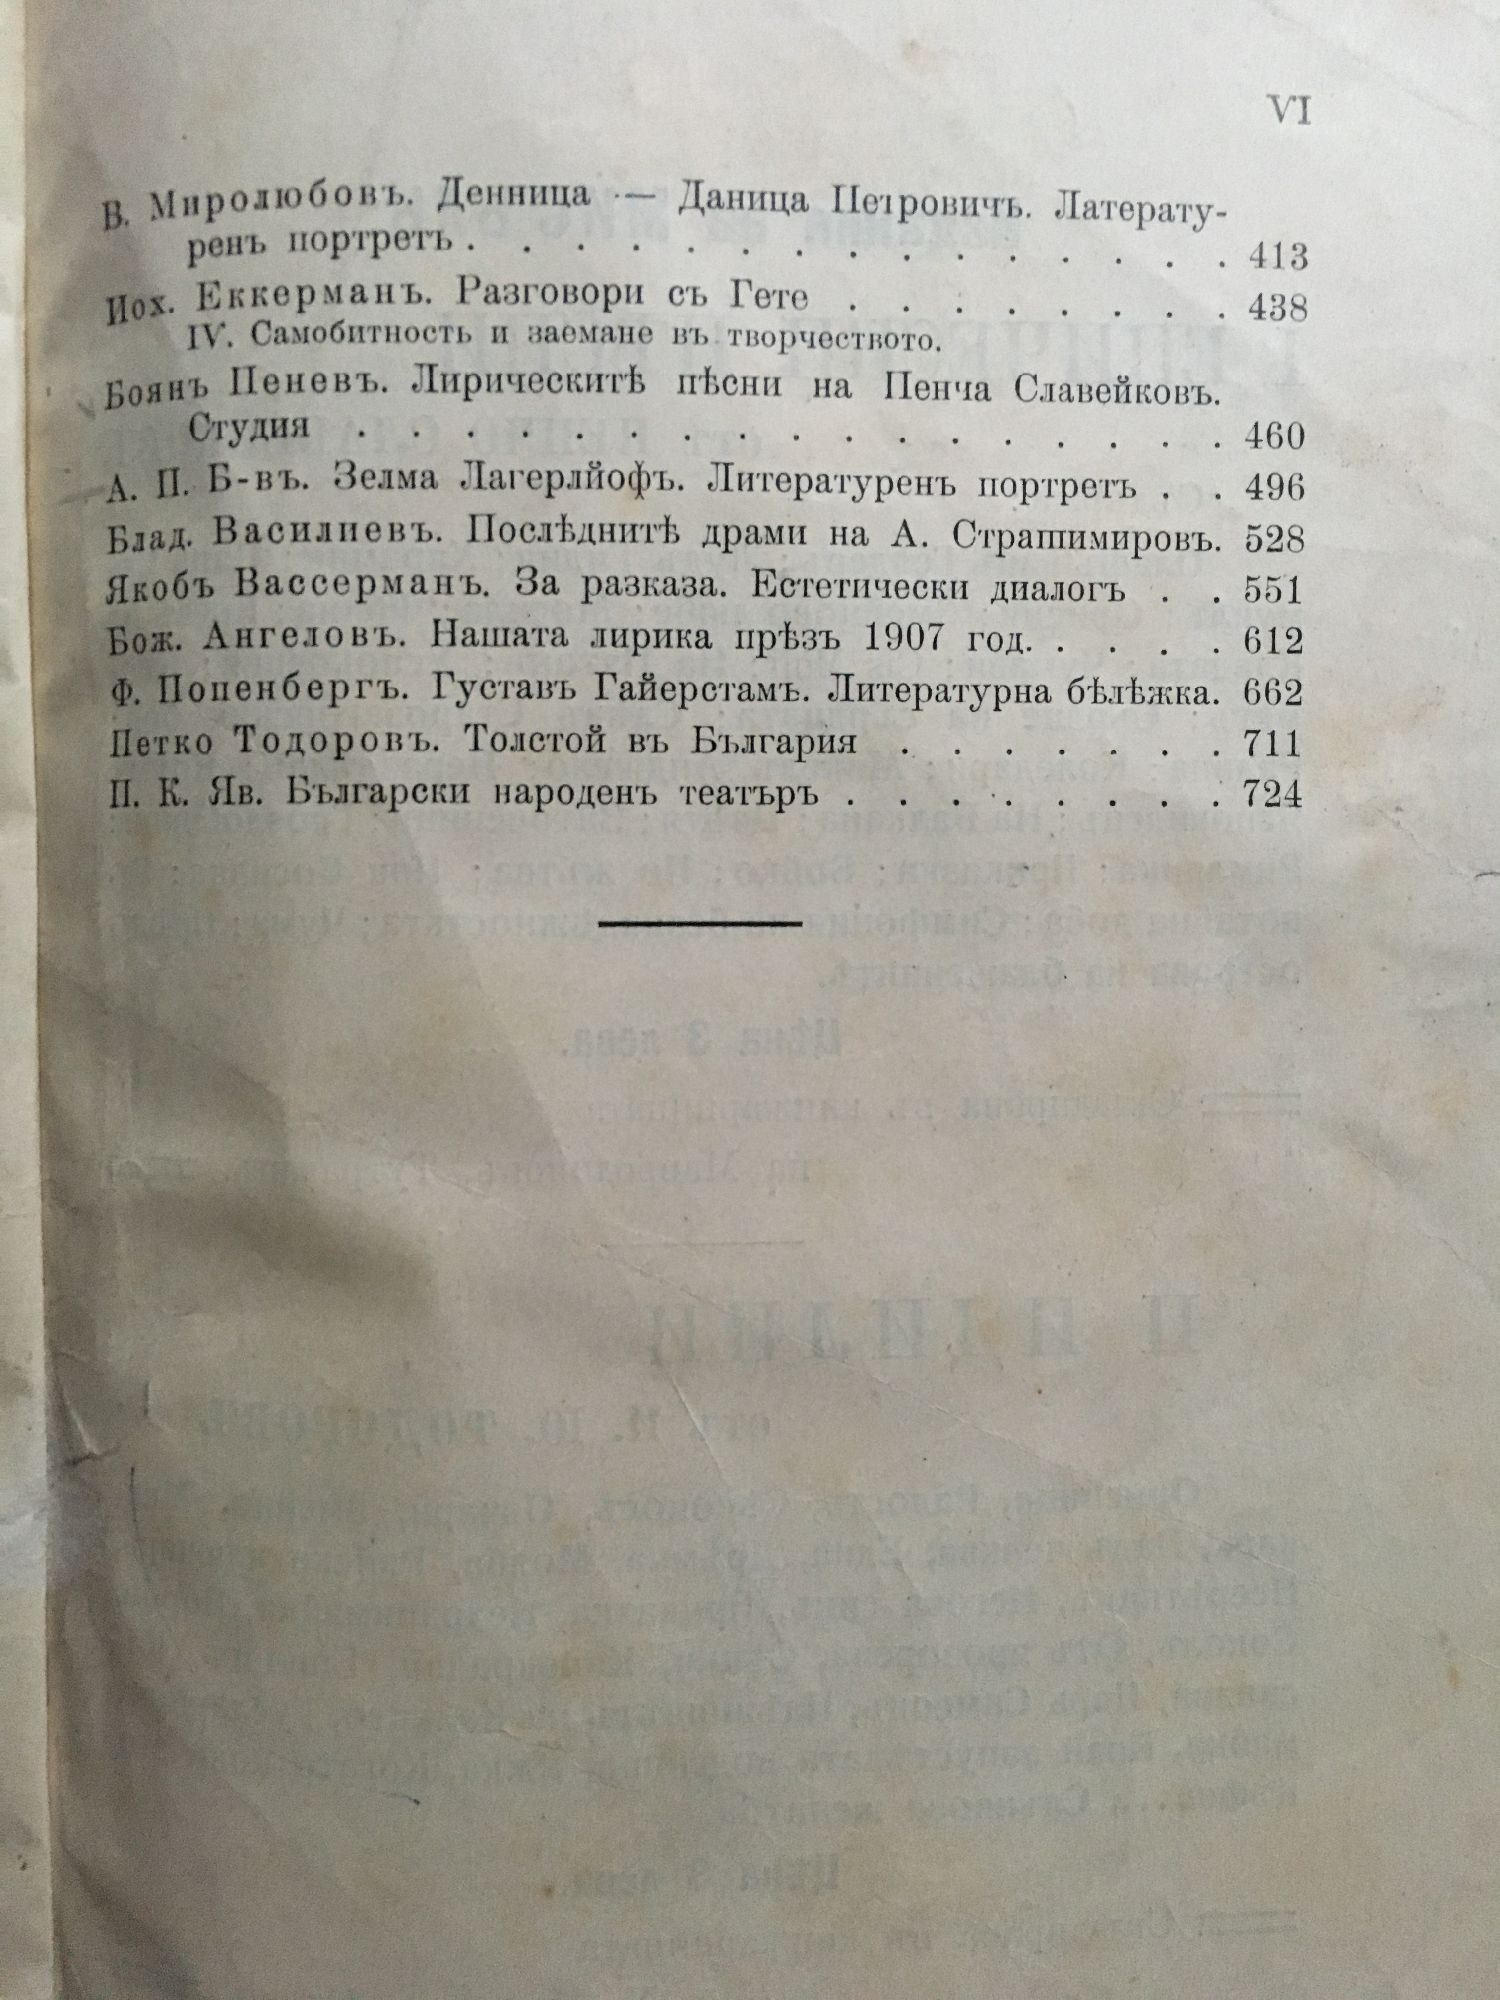 VI
В. Миролюбовъ. Денница — Даница Петровичъ. Латерату-
ренъ портретъ . . . . . . . . . . . . . . . 413
Иох. Еккерманъ. Разговори съ Гете . . . . . . . . 438
IV. Самобитность и заемане въ творчеството.
Боянъ Пеневъ. Лирическитѣ пѣсни на Пенча Славейковъ.
Студия . . . . . . . . . . . . . . . . . 460
А. П. Б-въ. Зелма Лагерлйофъ. Литературенъ портретъ . . 496
Влад. Василиевъ. Послѣднитѣ драми на А. Страшимировъ. 528
Якобъ Вассерманъ. За разказа. Естетически диалогъ . . 551
Бож. Ангеловъ. Нашата лирика прѣзъ 1907 год. . . . . 612
Ф. Попенбергъ. Густавъ Гайерстамъ. Литературна бѣлѣжка. 662
Петко Тодоровъ. Толстой въ България . . . . . . . 711
П. К. Яв. Български народенъ театъръ . . . . . . . . 724